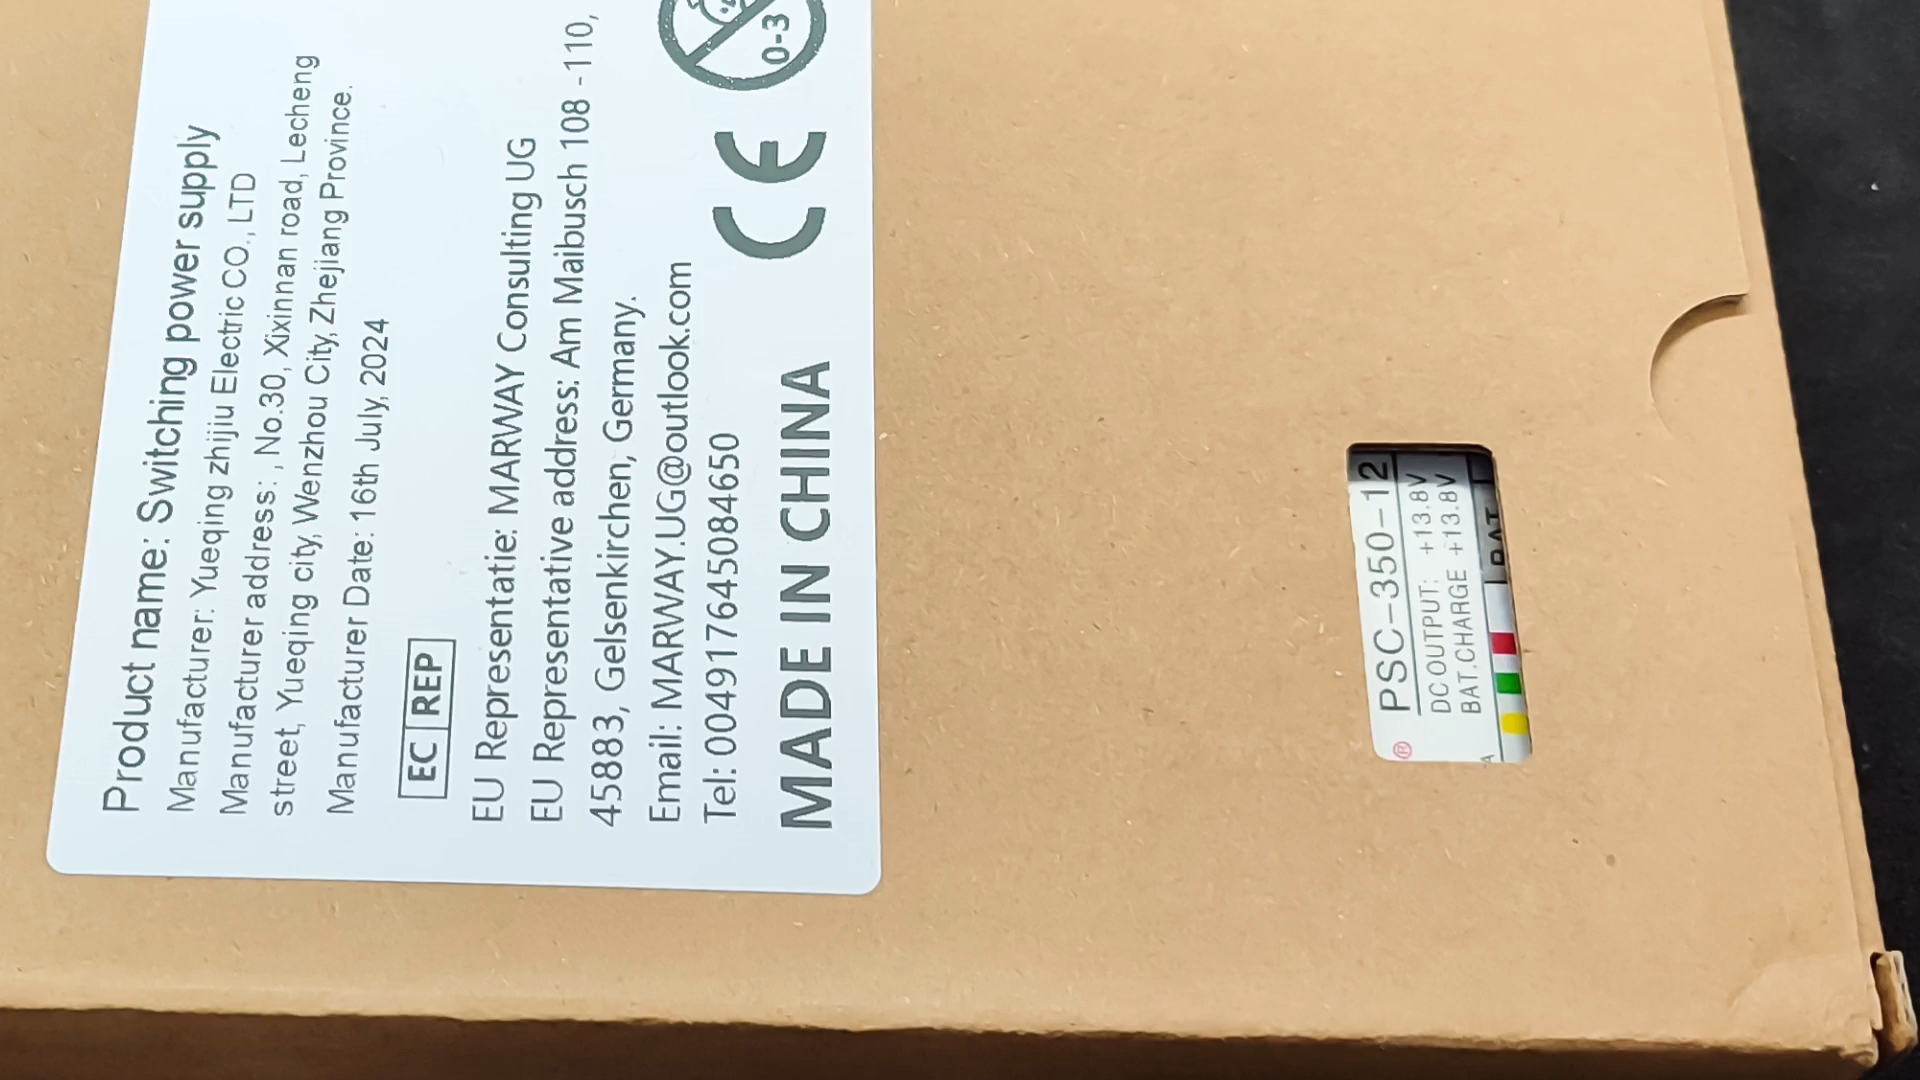 Product name: Switching power supply
Manufacturer: Yueqing zhijiu Electric CO., LTD
Manufacturer address: , No.30, Xixinnan road, Lecheng
street, Yueqing city, Wenzhou City, Zhejiang Province.
Manufacturer Date: 16th July, 2024
EC REP
EU Representatie: MARWAY Consulting UG
EU Representative address: Am Maibusch 108 -110,
45883, Gelsenkirchen, Germany.
Email: MARWAY.UG@outlook.com
Tel: 004917645084650
MADE IN CHINA
CE
0-3
® PSC-350-12
DC OUTPUT: +13.8V
BAT.CHARGE +13.8V